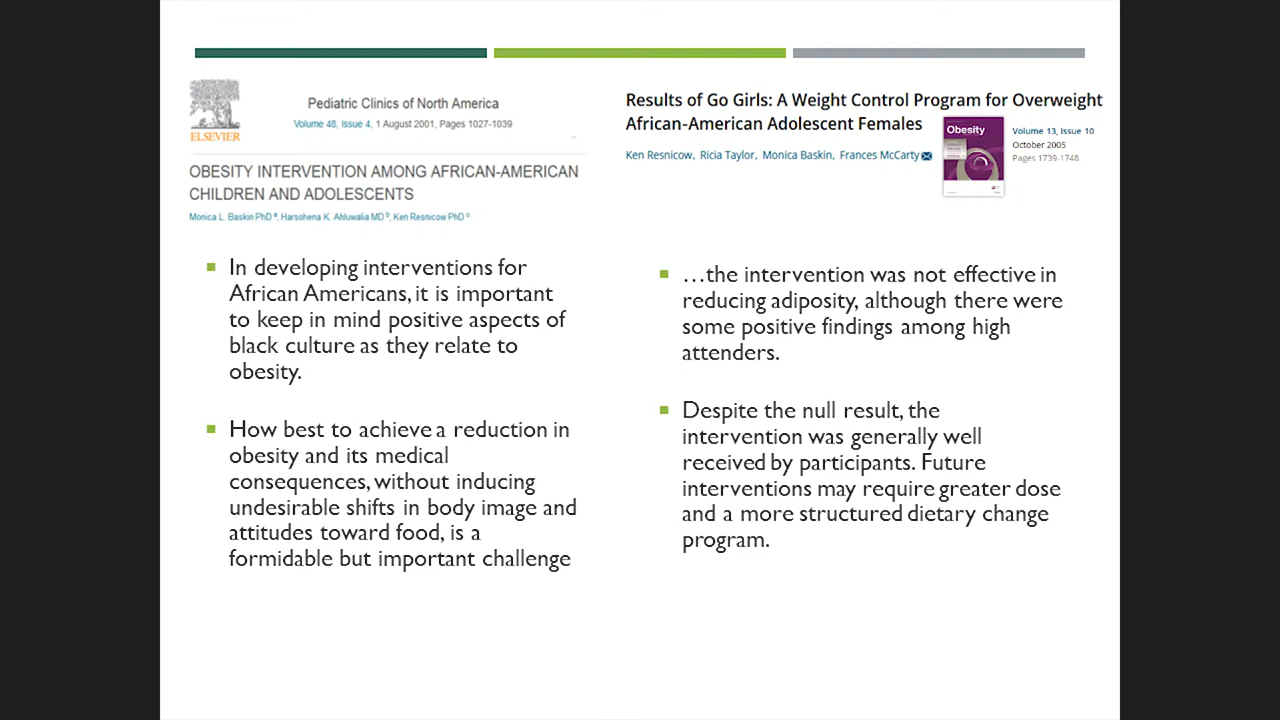 ELSEVIER
Pediatric Clinics of North America
Volume 48, Issue 4, 1 August 2001, Pages 1027-1039
OBESITY INTERVENTION AMONG AFRICAN-AMERICAN
CHILDREN AND ADOLESCENTS
Monica L. Baskin PhD a, Harsohena K. Ahluwalia MD b, Ken Resnicow PhD c
In developing interventions for
African Americans, it is important
to keep in mind positive aspects of
black culture as they relate to
obesity.
How best to achieve a reduction in
obesity and its medical
consequences, without inducing
undesirable shifts in body image and
attitudes toward food, is a
formidable but important challenge
Results of Go Girls: A Weight Control Program for Overweight
African-American Adolescent Females
Ken Resnicow, Ricia Taylor, Monica Baskin, Frances McCarty
Obesity
Volume 13, Issue 10
October 2005
Pages 1739-1748
…the intervention was not effective in
reducing adiposity, although there were
some positive findings among high
attenders.
Despite the null result, the
intervention was generally well
received by participants. Future
interventions may require greater dose
and a more structured dietary change
program.